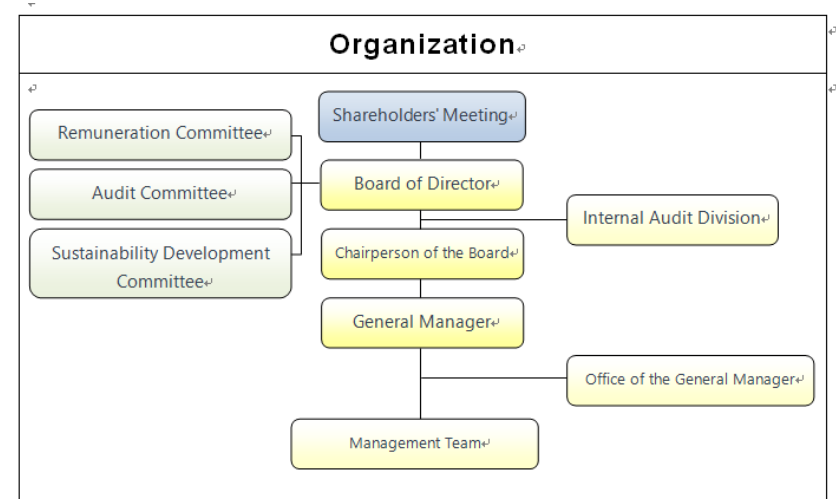 Organization
Shareholders' Meeting
Remuneration Committee
Board of Director
Audit Committee
Internal Audit Division
Sustainability Development
Committee
Chairperson of the Board
General Manager
Office of the General Manager
Management Team